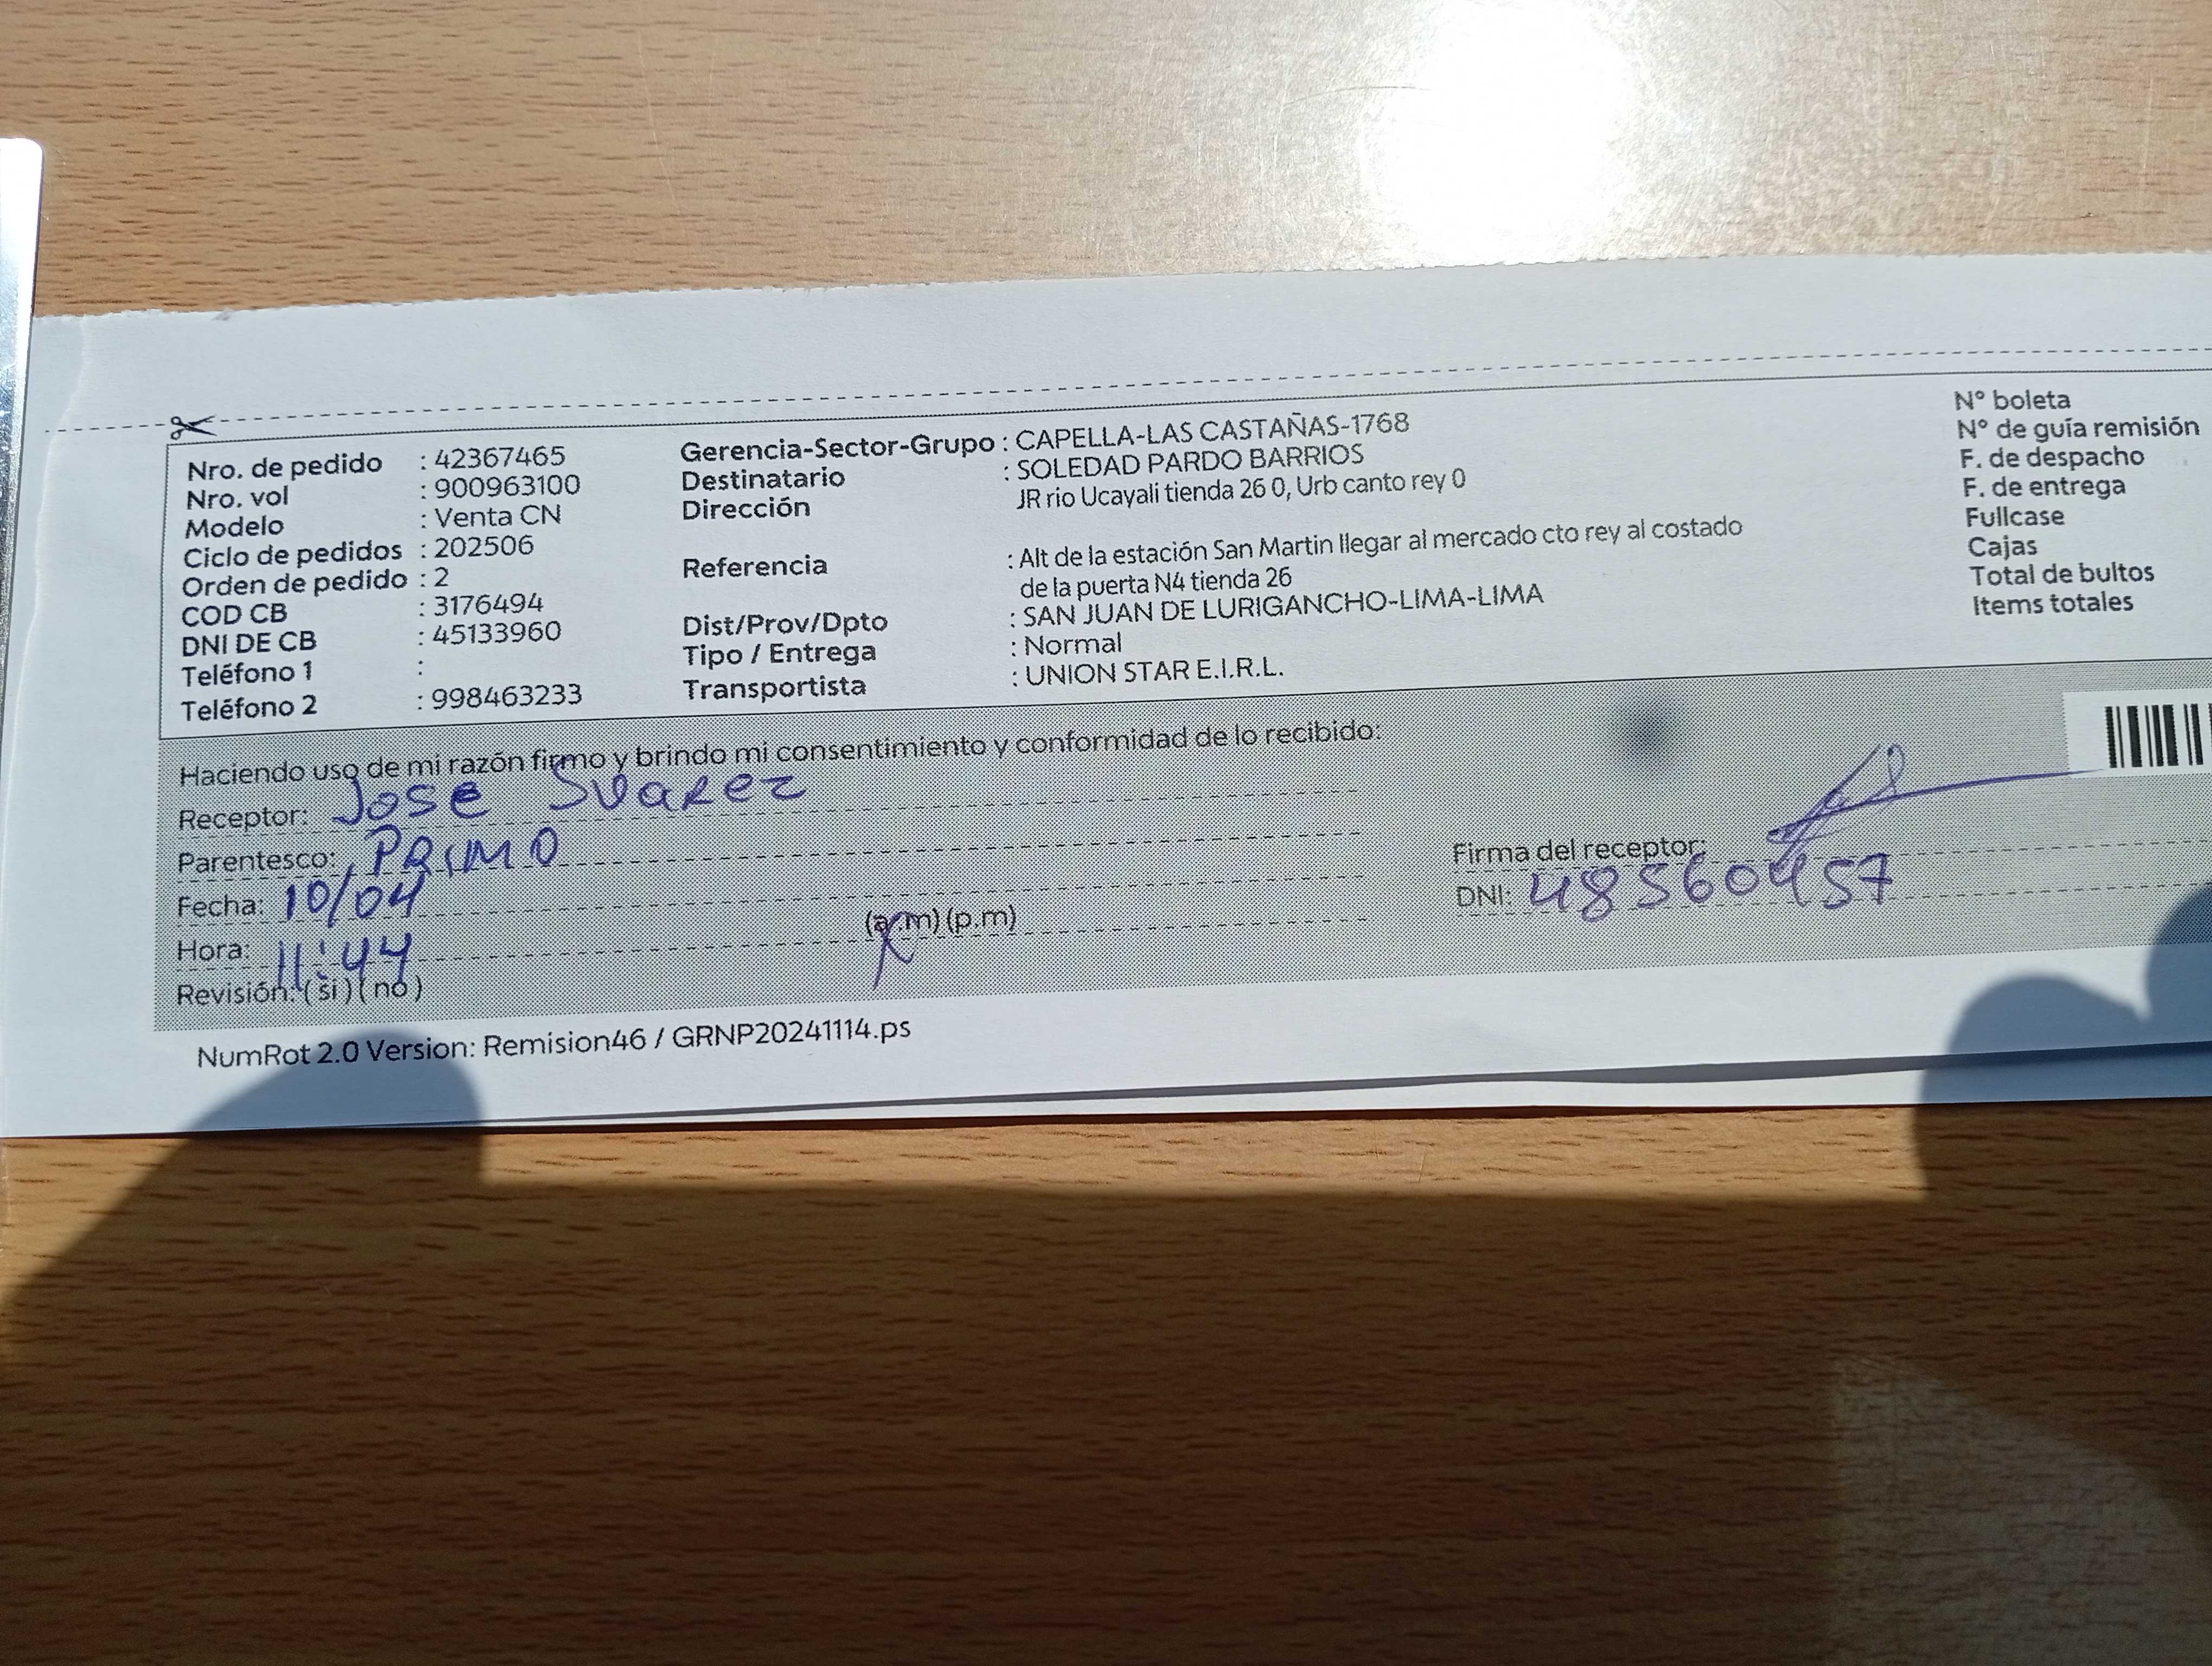 Nro. de pedido : 42367465
Nro. vol : 900963100
Modelo : Venta CN
Ciclo de pedidos : 202506
Orden de pedido : 2
COD CB : 3176494
DNI DE CB : 45133960
Teléfono 1 :
Teléfono 2 : 998463233
Gerencia-Sector-Grupo : CAPELLA-LAS CASTAÑAS-1768
Destinatario : SOLEDAD PARDO BARRIOS
Dirección JR rio Ucayali tienda 26 0, Urb canto rey 0
Referencia : Alt de la estación San Martin llegar al mercado cto rey al costado
de la puerta N4 tienda 26
Dist/Prov/Dpto : SAN JUAN DE LURIGANCHO-LIMA-LIMA
Tipo / Entrega : Normal
Transportista : UNION STAR E.I.R.L.
N° boleta
N° de guía remisión
F. de despacho
F. de entrega
Fullcase
Cajas
Total de bultos
Items totales
Haciendo uso de mi razón firmo y brindo mi consentimiento y conformidad de lo recibido:
Receptor: Jose Suarez
Parentesco: PRIMO
Fecha: 10/04
Hora: 11:44 (a.m) (p.m)
Revisión: (si) (no)
Firma del receptor:
DNI: 48560457
NumRot 2.0 Version: Remision46 / GRNP20241114.ps